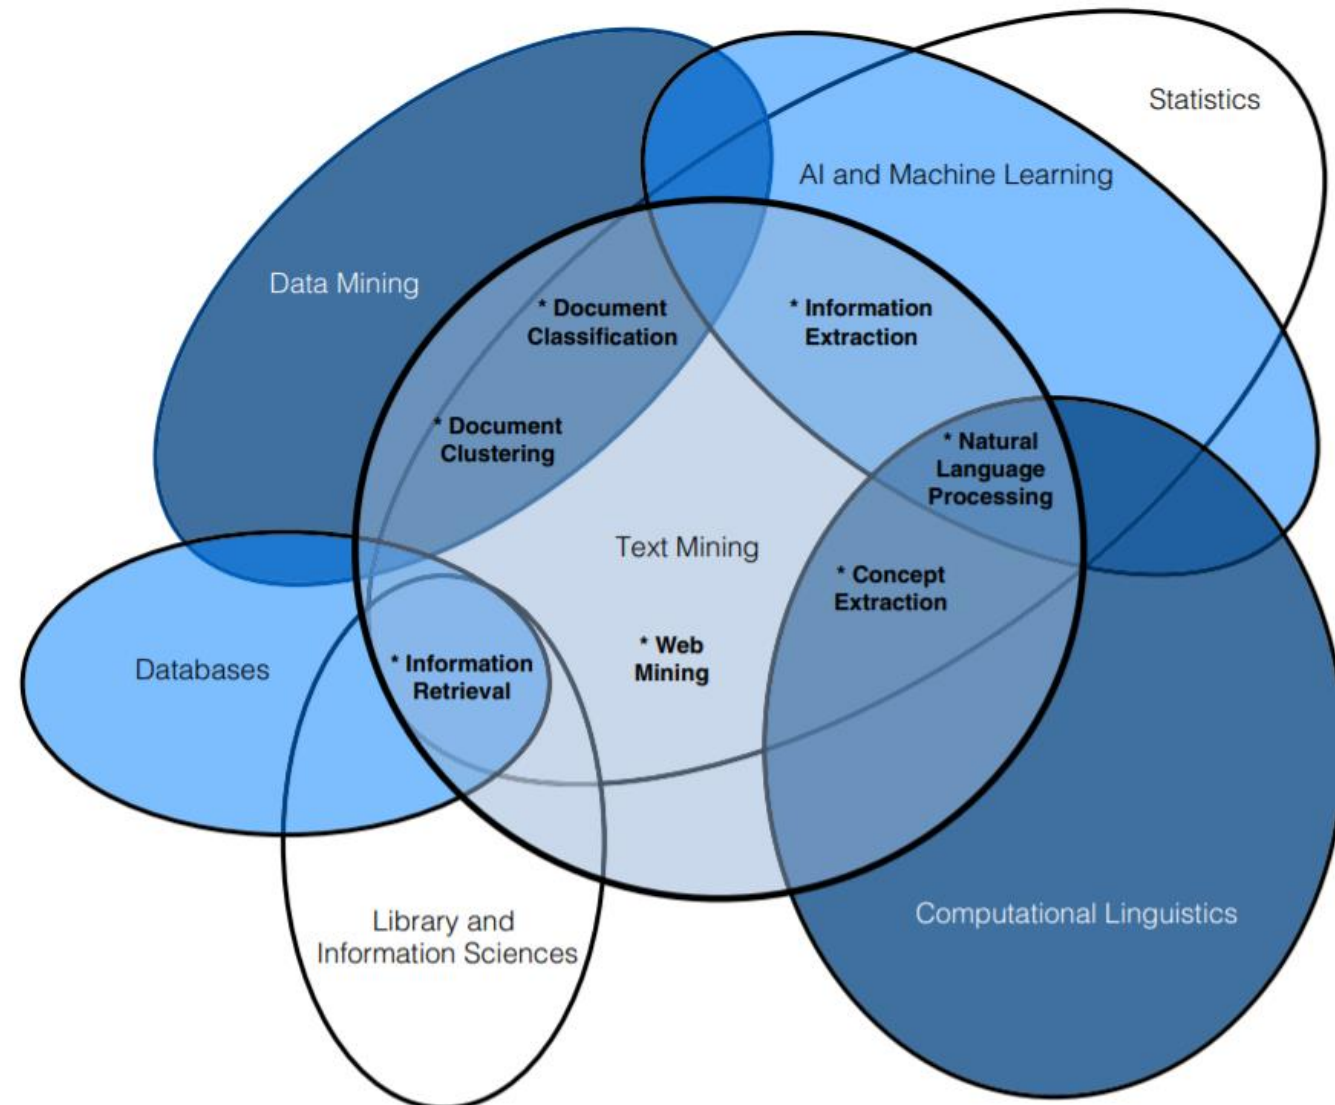 Statistics
AI and Machine Learning
Data Mining
* Document
Classification
* Information
Extraction
* Document
Clustering
* Natural
Language
Processing
Text Mining
* Concept
Extraction
* Web
Mining
Databases
* Information
Retrieval
Library and
Information Sciences
Computational Linguistics